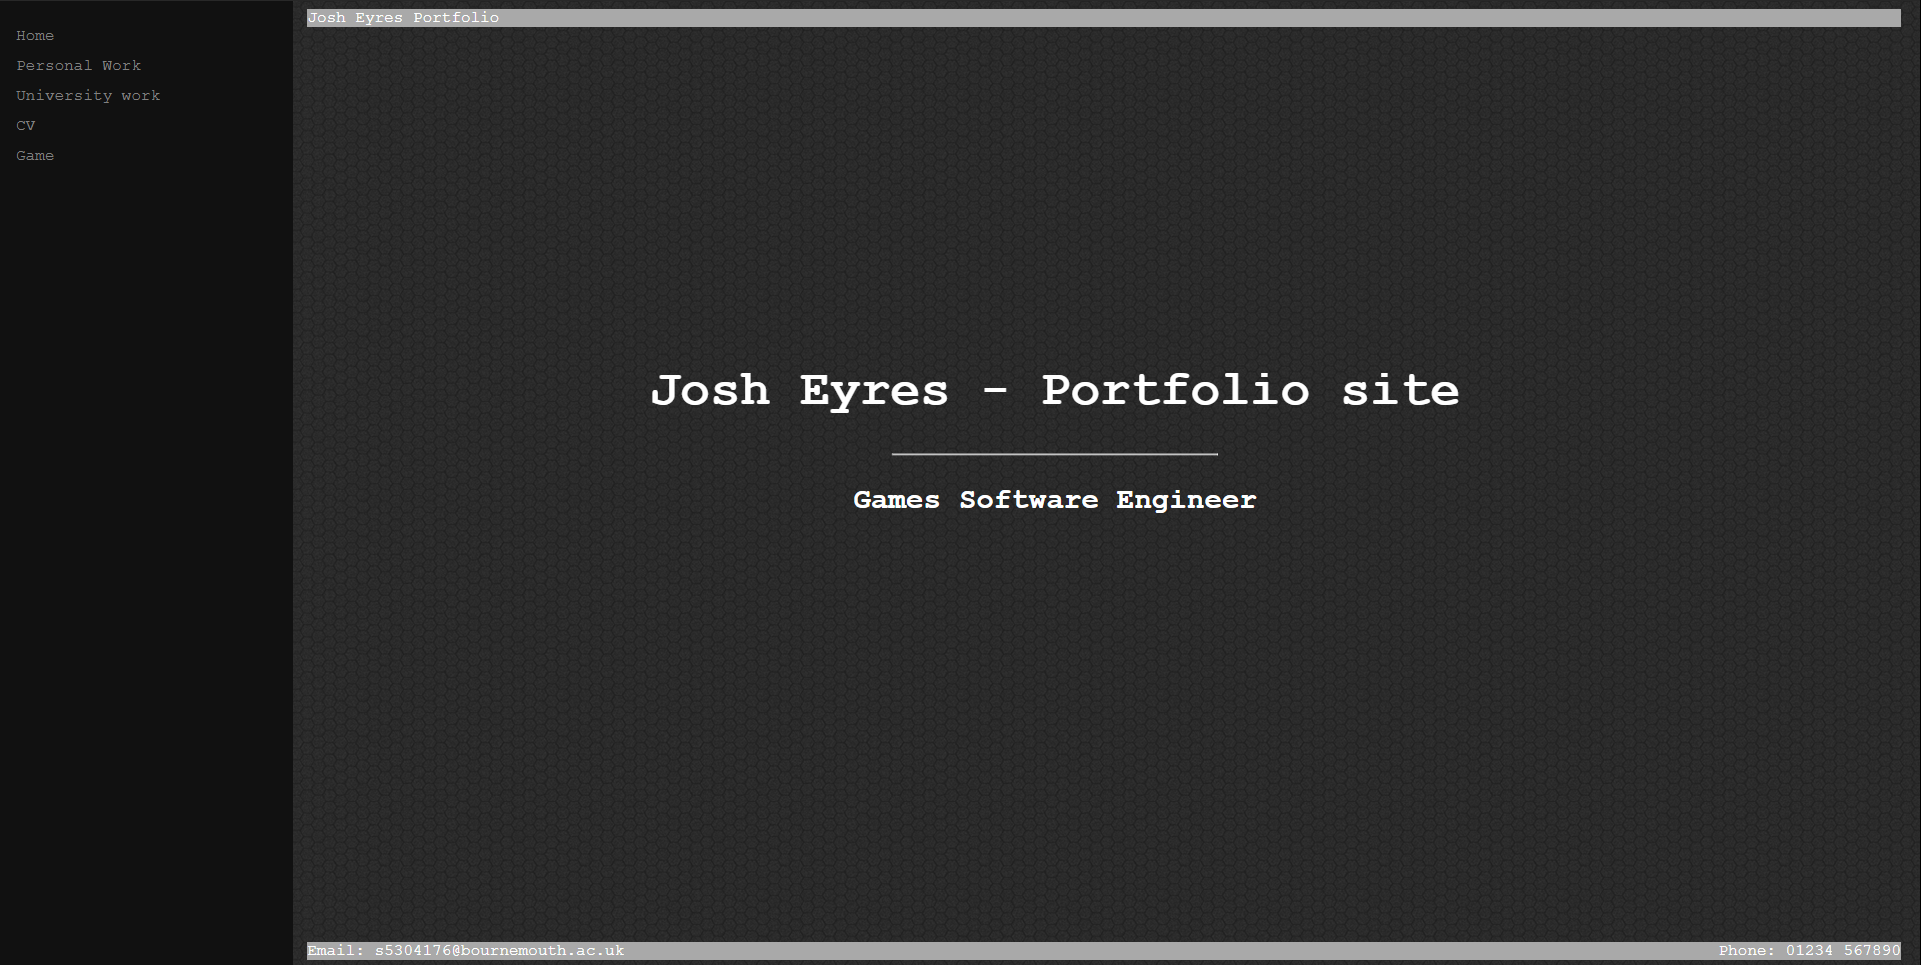 Josh Eyres Portfolio
Home
Personal Work
University work
CV
Game
Josh Eyres - Portfolio site
Games Software Engineer
Email: s5304176@bournemouth.ac.uk
Phone: 01234 567890